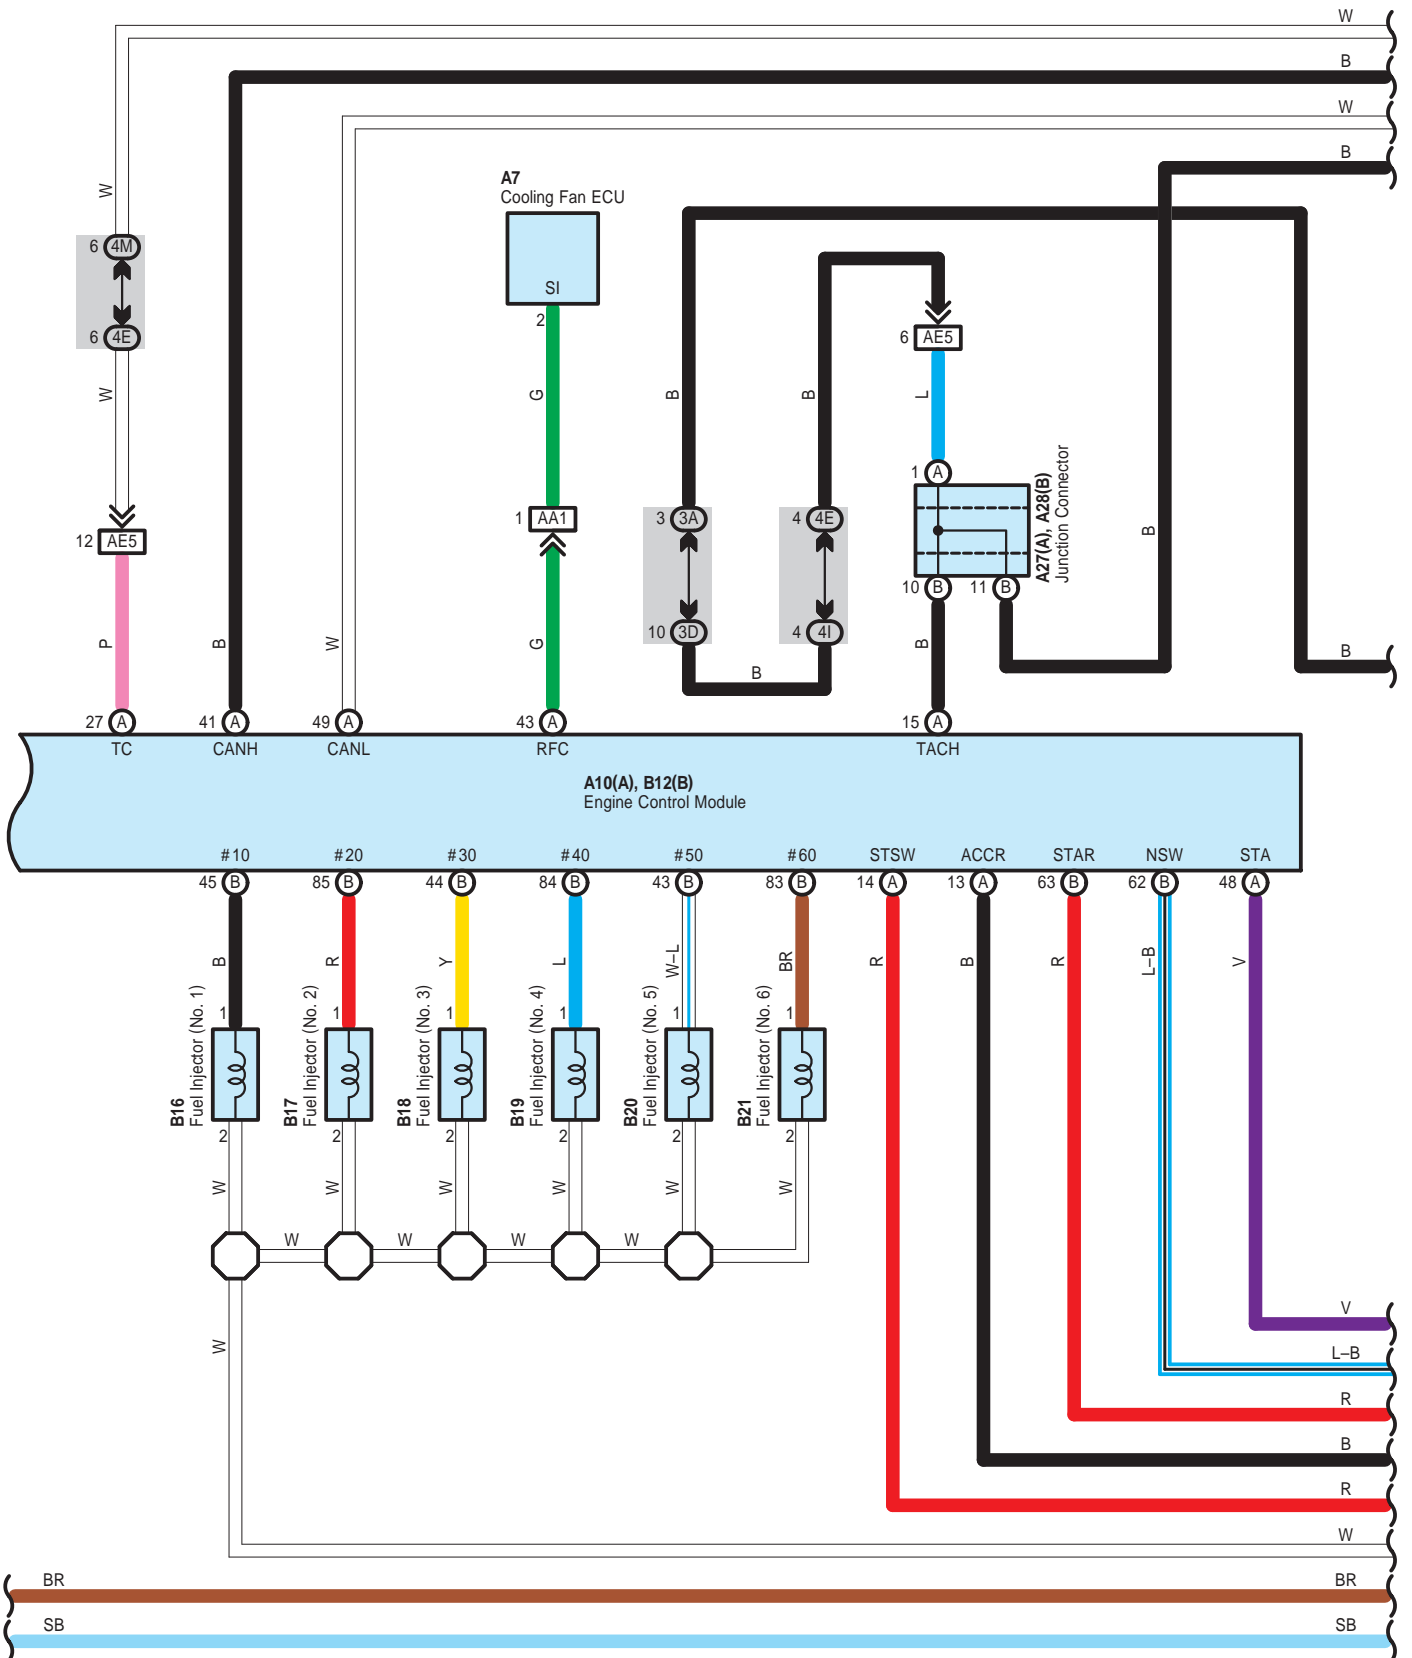 W
B
W
B
A7
Cooling Fan ECU
W
6 4M
SI
2
6 4E
6 AE5
W
G
B
B
L
1 A
A27(A), A28(B)
Junction Connector
1 AA1
3 3A
4 4E
B
12 AE5
10 B
11 B
10 3D
4 4I
P
B
W
G
B
B
B
27 A
41 A
49 A
43 A
15 A
TC
CANH
CANL
RFC
TACH
A10(A), B12(B)
Engine Control Module
#10
#20
#30
#40
#50
#60
STSW
ACCR
STAR
NSW
STA
45 B
85 B
44 B
84 B
43 B
83 B
14 A
13 A
63 B
62 B
48 A
B
R
Y
L
W–L
BR
R
B
R
L–B
V
1
1
1
1
1
1
B16
Fuel Injector (No. 1)
B17
Fuel Injector (No. 2)
B18
Fuel Injector (No. 3)
B19
Fuel Injector (No. 4)
B20
Fuel Injector (No. 5)
B21
Fuel Injector (No. 6)
2
2
2
2
2
2
W
W
W
W
W
W
W
W
W
W
W
V
L–B
R
B
R
W
BR
BR
SB
SB